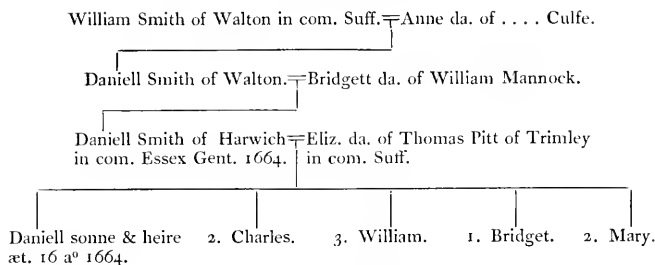 William Smith of Walton in com. Suff. Anne da. of . . . . Culfe.
Daniell Smith of Walton. Bridgett da. of William Mannock.
Daniell Smith of Harwich Eliz. da. of Thomas Pitt of Trimley
in com. Essex Gent. 1664. in com. Suff.
Daniell sonne & heire 2. Charles. 3. William. 1. Bridget. 2. Mary.
æt. 16 aº 1664.